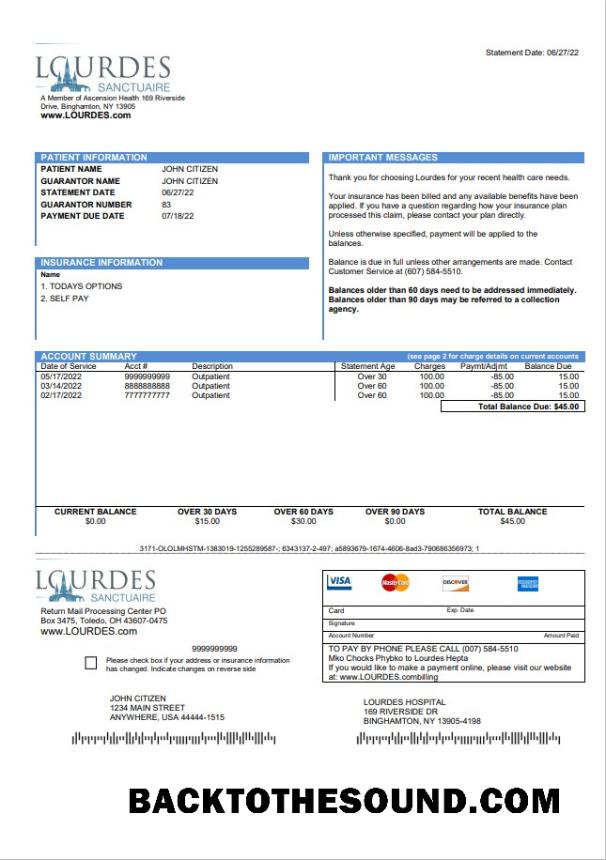 Statement Date: 06/27/22
LOURDES
SANCTUAIRE
A Member of Ascension Health 169 Riverside
Drive, Binghamton, NY 13905
www.LOURDES.com
PATIENT INFORMATION
PATIENT NAME JOHN CITIZEN
GUARANTOR NAME JOHN CITIZEN
STATEMENT DATE 06/27/22
GUARANTOR NUMBER 83
PAYMENT DUE DATE 07/18/22
INSURANCE INFORMATION
Name
1. TODAYS OPTIONS
2. SELF PAY
IMPORTANT MESSAGES
Thank you for choosing Lourdes for your recent health care needs.
Your insurance has been billed and any available benefits have been
applied. If you have a question regarding how your insurance plan
processed this claim, please contact your plan directly.
Unless otherwise specified, payment will be applied to the
balances.
Balance is due in full unless other arrangements are made. Contact
Customer Service at (607) 584-5510.
Balances older than 60 days need to be addressed immediately.
Balances older than 90 days may be referred to a collection
agency.
ACCOUNT SUMMARY (see page 2 for charge details on current accounts
Date of Service Acct # Description Statement Age Charges Paymt/Adjmt Balance Due
05/17/2022 9999999999 Outpatient Over 30 100.00 -85.00 15.00
03/14/2022 8888888888 Outpatient Over 60 100.00 -85.00 15.00
02/17/2022 7777777777 Outpatient Over 60 100.00 -85.00 15.00
Total Balance Due: $45.00
CURRENT BALANCE OVER 30 DAYS OVER 60 DAYS OVER 90 DAYS TOTAL BALANCE
$0.00 $15.00 $30.00 $0.00 $45.00
3171-OLOLMHSTM-1383019-1255289587-; 6343137-2-497; a5893679-1674-4606-8ad3-790686356973; 1
LOURDES
SANCTUAIRE
Return Mail Processing Center PO
Box 3475, Toledo, OH 43607-0475
www.LOURDES.com
9999999999
Please check box if your address or insurance information
has changed. Indicate changes on reverse side
JOHN CITIZEN
1234 MAIN STREET
ANYWHERE, USA 44444-1515
VISA MasterCard DISCOVER AMERICAN EXPRESS
Card Exp. Date
Signature
Account Number Amount Paid
TO PAY BY PHONE PLEASE CALL (007) 584-5510
Mko Chocks Phybko to Lourdes Hepta
If you would like to make a payment online, please visit our website
at: www.LOURDES.combilling
LOURDES HOSPITAL
169 RIVERSIDE DR
BINGHAMTON, NY 13905-4198
BACKTOTHESOUND.COM